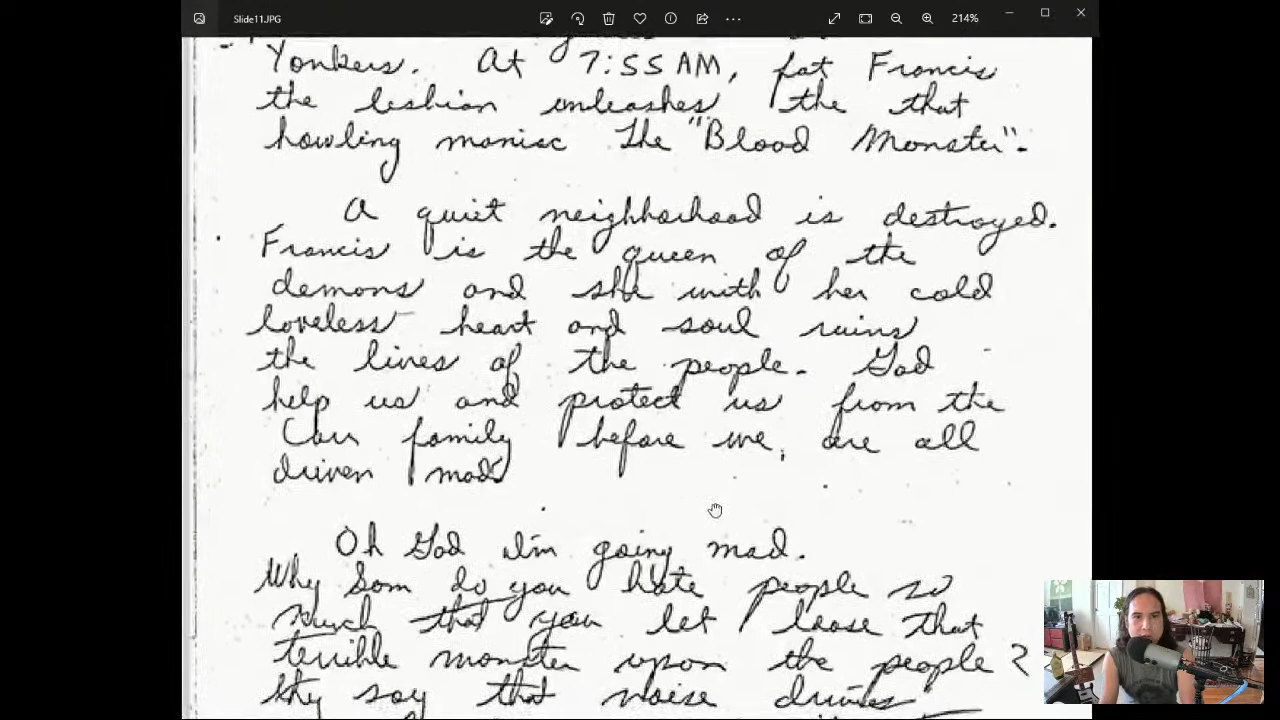 Slide11.JPG
214%
Yonkers. At 7:55 AM, fat Francis
the lesbian unleashes the that
howling maniac the "Blood Monster".
A quiet neighborhood is destroyed.
Francis is the queen of the
demons and she with her cold
loveless heart and soul ruins
the lives of the people. God
help us and protect us from the
Carr family before we, are all
driven mad.
Oh God I'm going mad.
Why Sam do you hate people so
much that you let loose that
terrible monster upon the people?
say that noise drives